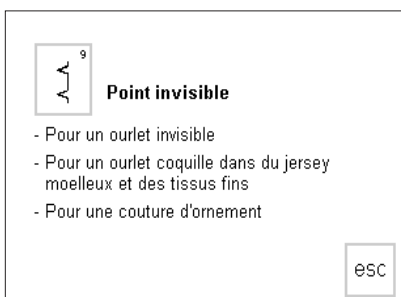 9
Point invisible
- Pour un ourlet invisible
- Pour un ourlet coquille dans du jersey
moelleux et des tissus fins
- Pour une couture d'ornement
esc